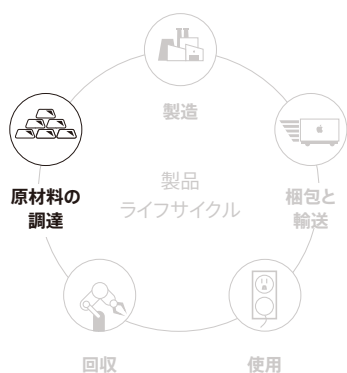 製造
原材料の
調達
製品
ライフサイクル
梱包と
輸送
回収
使用